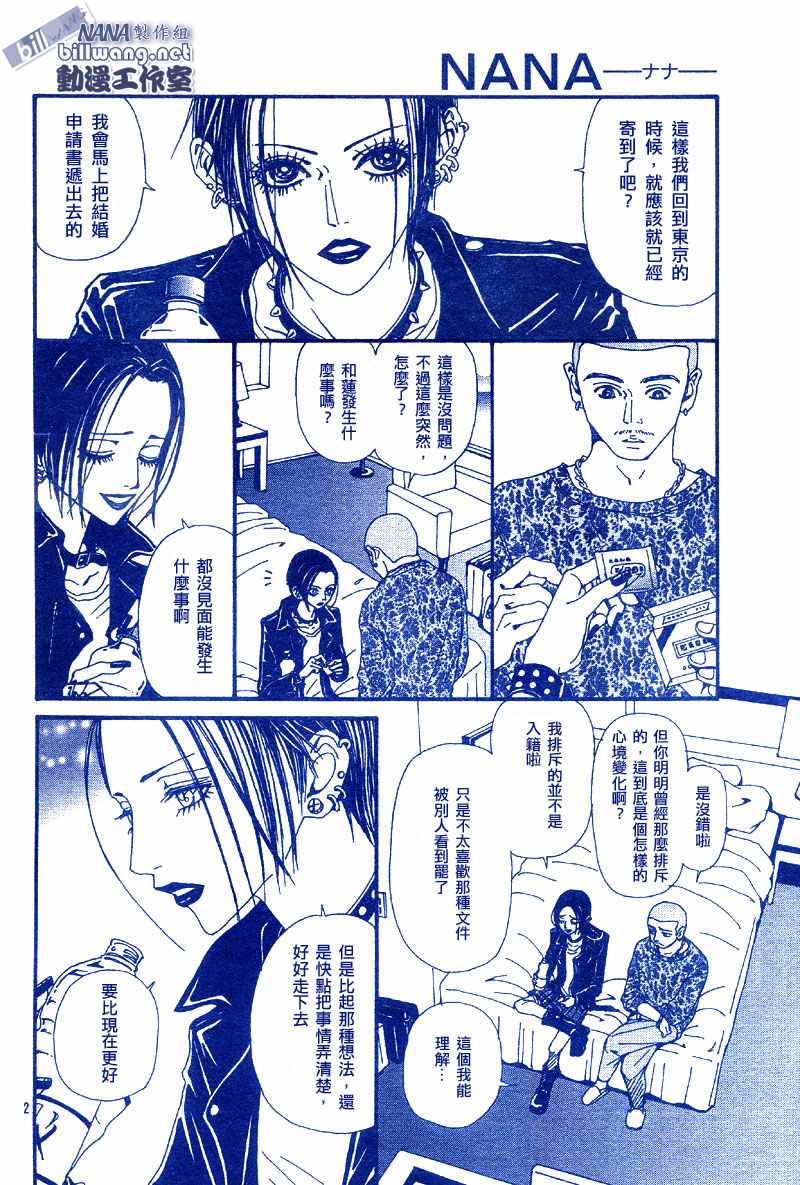 bill wang
NANA製作組
billwang.net
動漫工作室
NANA——ナナ——
這樣我們回到東京的
時候，就應該就已經
寄到了吧？
我會馬上把結婚
申請書遞出去的
這樣是沒問題，
不過這麼突然，
怎麼了？
和蓮發生什
麼事嗎？
都沒見面能發生
什麼事啊
是沒錯啦
但你明明曾經那麼排斥
的，這到底是個怎樣的
心境變化啊？
我排斥的並不是
入籍啦
只是不太喜歡那種文件
被別人看到罷了
這個我能
理解…
但是比起那種想法，還
是快點把事情弄清楚，
好好走下去
要比現在更好
2